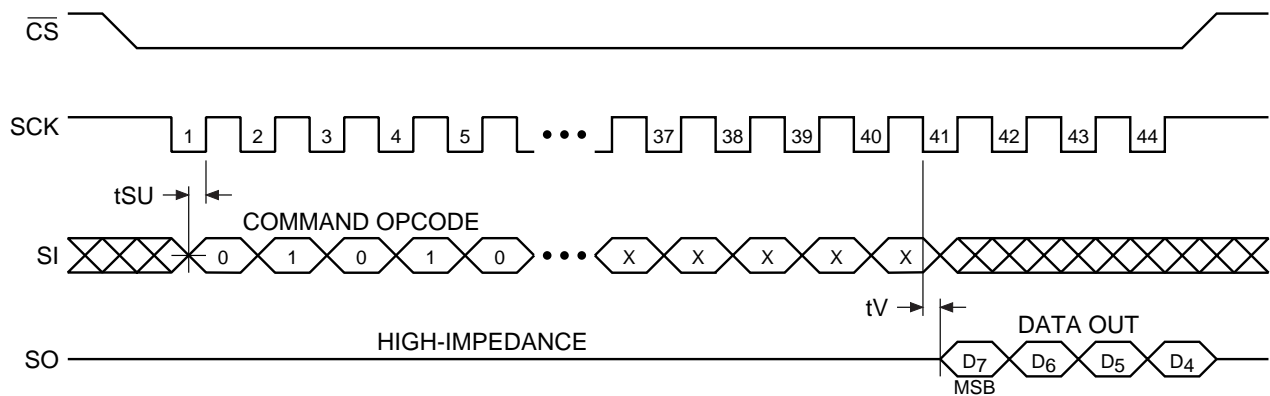 CS
SCK 1 2 3 4 5 ••• 37 38 39 40 41 42 43 44
tSU
COMMAND OPCODE
SI 0 1 0 1 0 ••• X X X X X
tV
HIGH-IMPEDANCE
DATA OUT
SO D7 D6 D5 D4
MSB